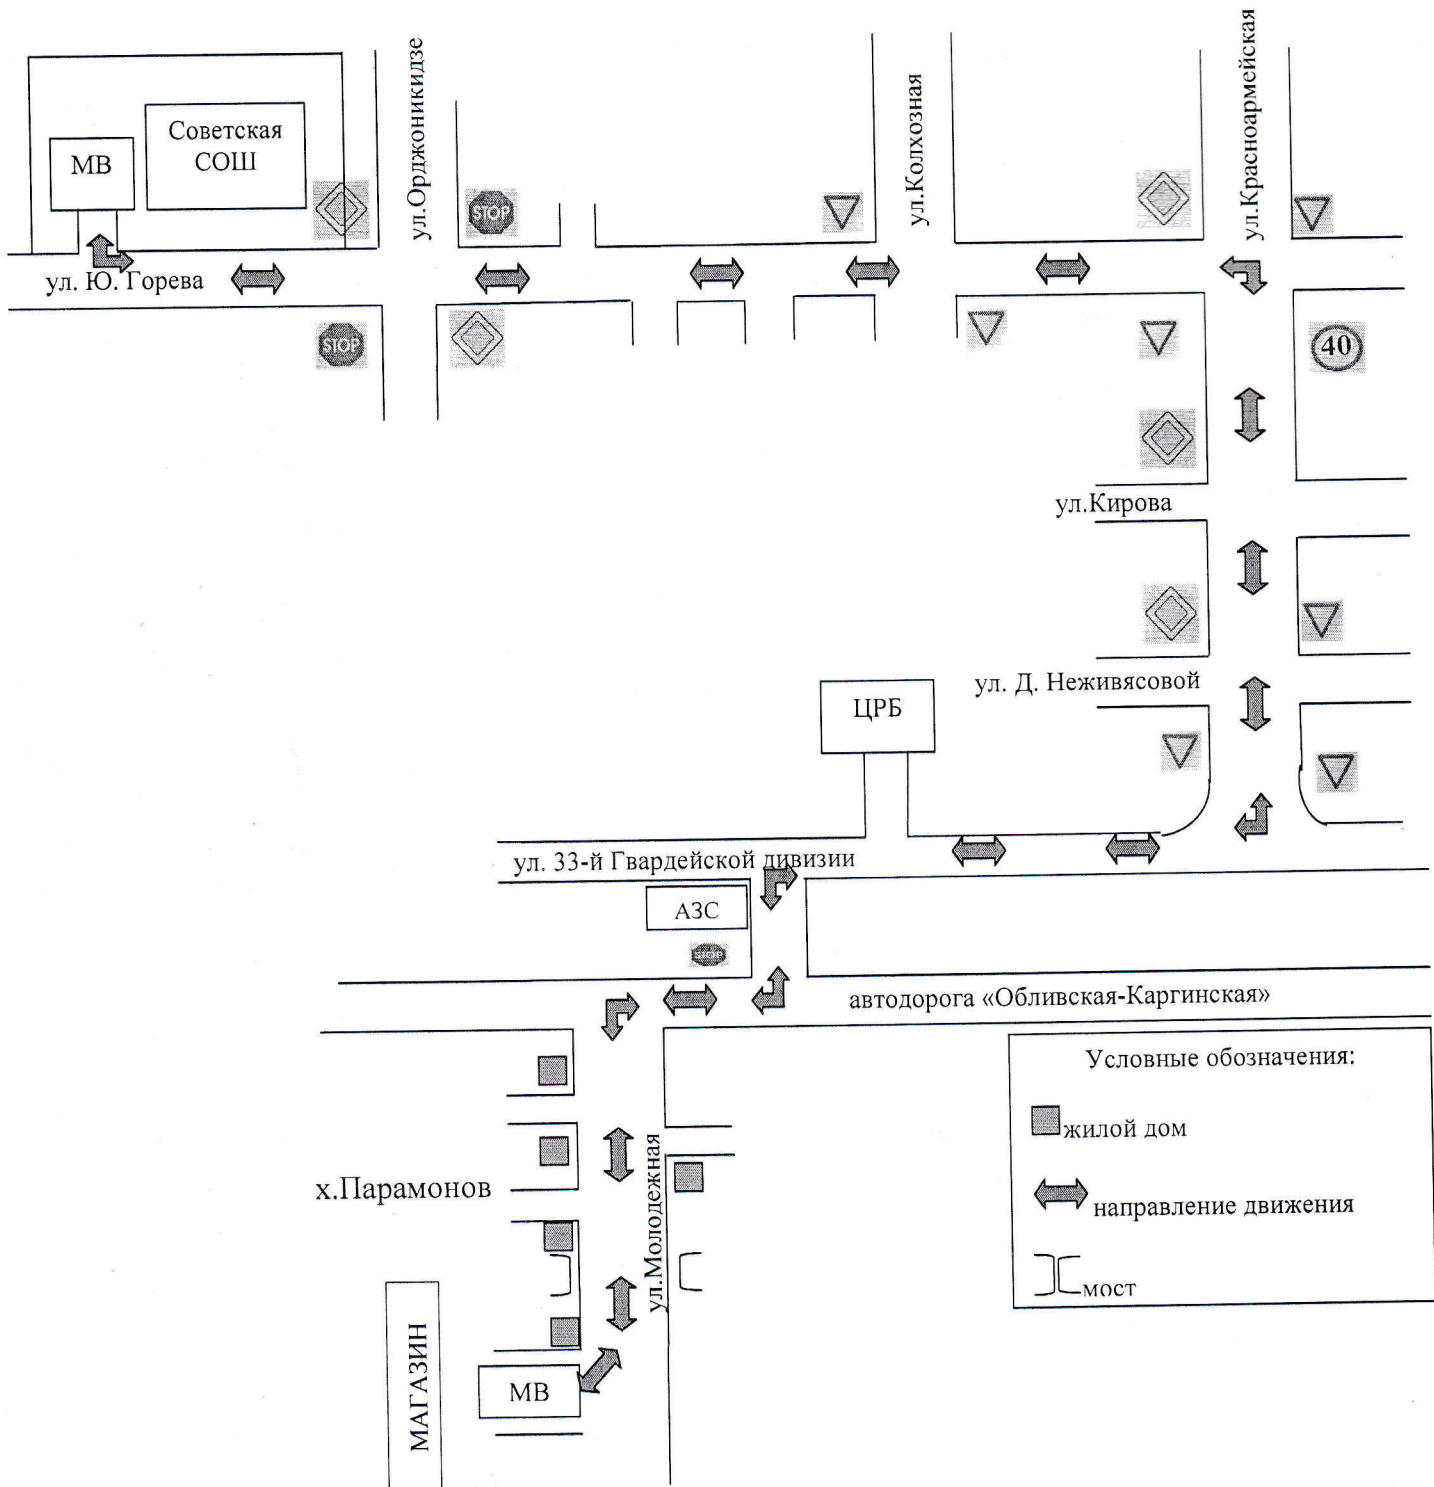 ул.Орджоникидзе
ул.Колхозная
ул.Красноармейская
МВ
Советская
СОШ
STOP
ул. Ю. Горева
STOP
40
ул.Кирова
ул. Д. Неживясовой
ЦРБ
ул. 33-й Гвардейской дивизии
АЗС
STOP
автодорога «Обливская-Каргинская»
Условные обозначения:
жилой дом
направление движения
мост
х.Парамонов
ул.Молодежная
МАГАЗИН
МВ